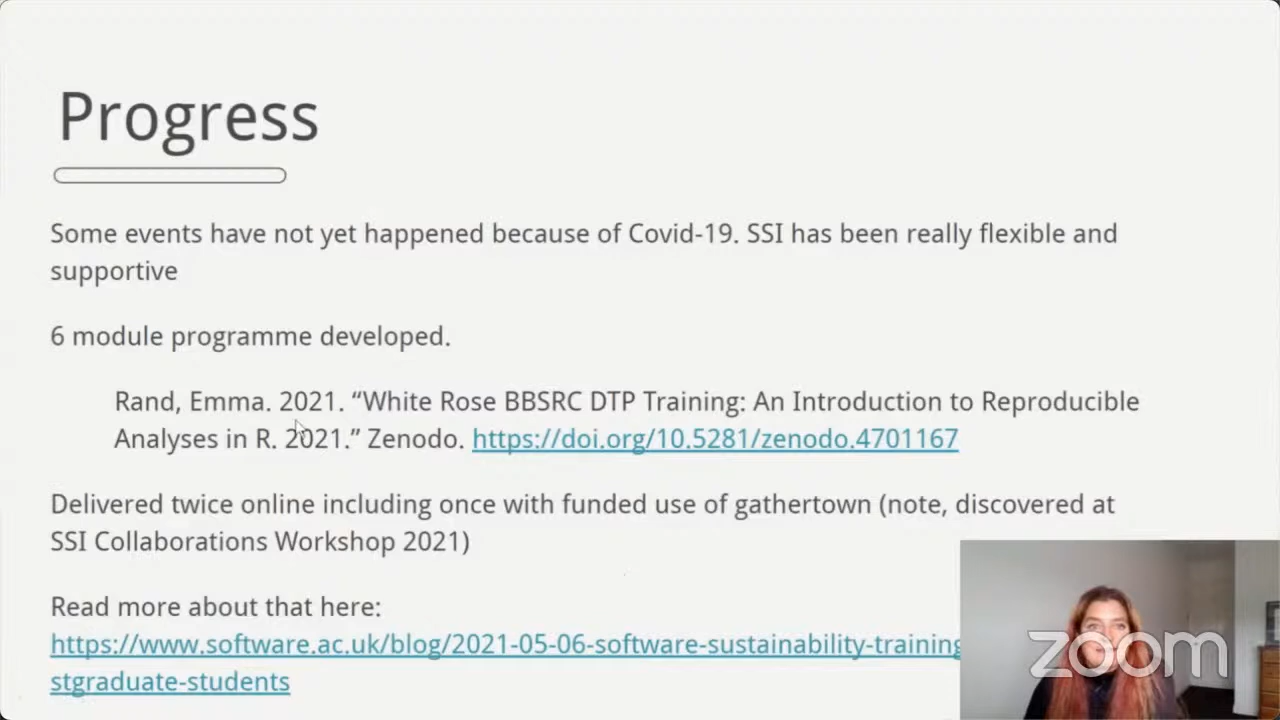 Progress
Some events have not yet happened because of Covid-19. SSI has been really flexible and
supportive
6 module programme developed.
Rand, Emma. 2021. “White Rose BBSRC DTP Training: An Introduction to Reproducible
Analyses in R. 2021.” Zenodo. https://doi.org/10.5281/zenodo.4701167
Delivered twice online including once with funded use of gathertown (note, discovered at
SSI Collaborations Workshop 2021)
Read more about that here:
https://www.software.ac.uk/blog/2021-05-06-software-sustainability-training
stgraduate-students
zoom